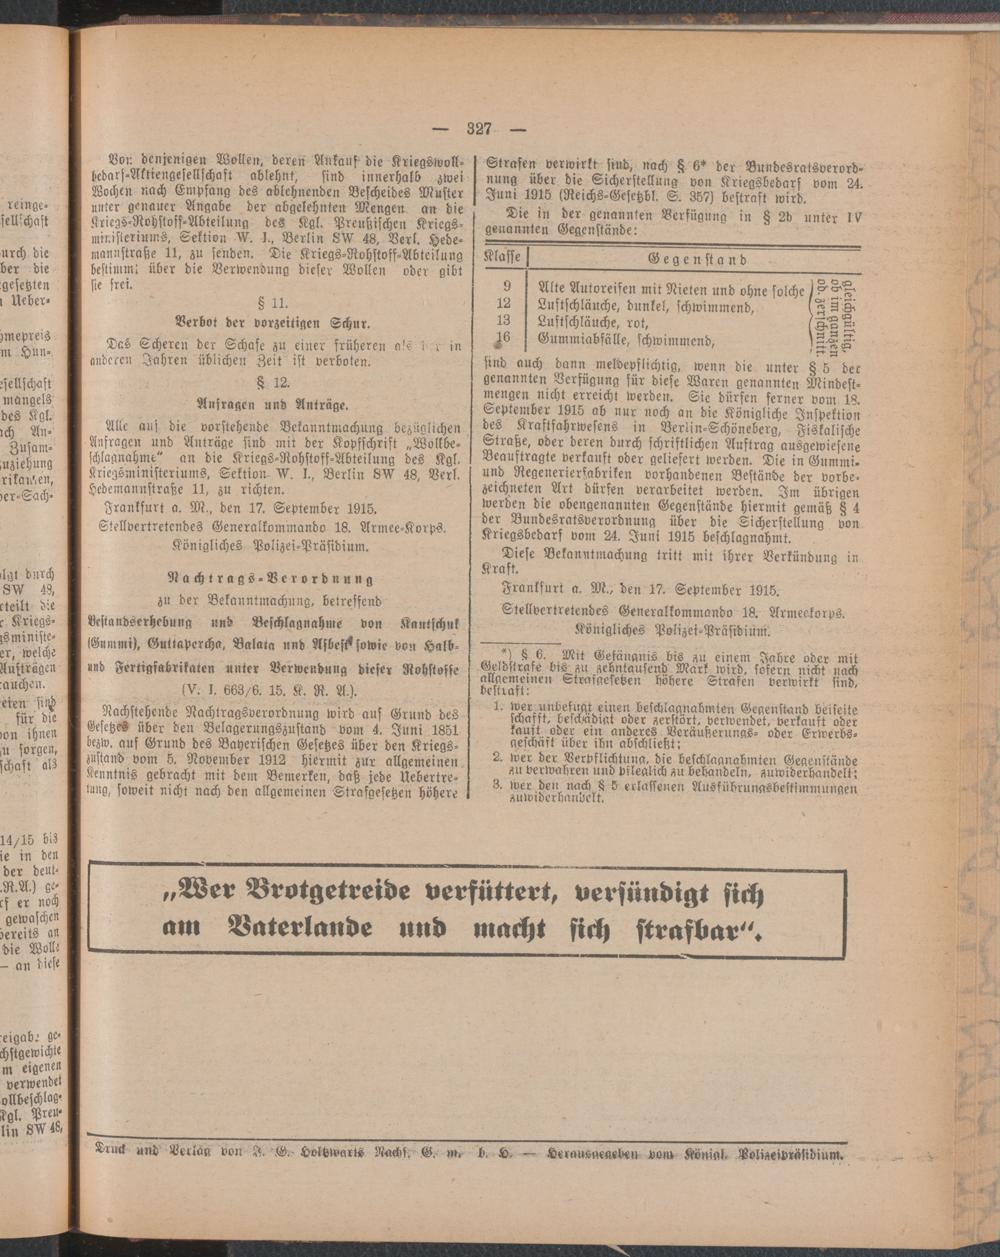 — 327 —
Von denjenigen Wollen, deren Ankauf die Kriegswoll-
bedarf-Aktiengesellschaft ablehnt, sind innerhalb zwei
Wochen nach Empfang des ablehnenden Bescheides Muster
unter genauer Angabe der abgelehnten Mengen an die
Kriegs-Rohstoff-Abteilung des Kgl. Preußischen Kriegs-
ministeriums, Sektion W. I., Berlin SW 48, Verl. Hede-
mannstraße 11, zu senden. Die Kriegs-Rohstoff-Abteilung
bestimmt über die Verwendung dieser Wollen oder gibt
sie frei.
§ 11.
Verbot der vorzeitigen Schur.
Das Scheren der Schafe zu einer früheren als in
anderen Jahren üblichen Zeit ist verboten.
§ 12.
Anfragen und Anträge.
Alle auf die vorstehende Bekanntmachung bezüglichen
Anfragen und Anträge sind mit der Kopfschrift „Wollbe-
schlagnahme" an die Kriegs-Rohstoff-Abteilung des Kgl.
Kriegsministeriums, Sektion W. I., Berlin SW 48, Verl.
Hedemannstraße 11, zu richten.
Frankfurt a. M., den 17. September 1915.
Stellvertretendes Generalkommando 18. Armee-Korps.
Königliches Polizei-Präsidium.
Nachtrags-Verordnung
zu der Bekanntmachung, betreffend
Bestandserhebung und Beschlagnahme von Kautschuk
(Gummi), Guttapercha, Balata und Asbest sowie von Halb-
und Fertigfabrikaten unter Verwendung dieser Rohstoffe
(V. I. 663/6. 15. K. R. A.).
Nachstehende Nachtragsverordnung wird auf Grund des
Gesetzes über den Belagerungszustand vom 4. Juni 1851
bezw. auf Grund des Bayerischen Gesetzes über den Kriegs-
zustand vom 5. November 1912 hiermit zur allgemeinen
Kenntnis gebracht mit dem Bemerken, daß jede Uebertre-
tung, soweit nicht nach den allgemeinen Strafgesetzen höhere
Strafen verwirkt sind, nach § 6* der Bundesratsverord-
nung über die Sicherstellung von Kriegsbedarf vom 24.
Juni 1915 (Reichs-Gesetzbl. S. 357) bestraft wird.
Die in der genannten Verfügung in § 2b unter IV
genannten Gegenstände:
Klasse Gegenstand
9 Alte Autoreifen mit Nieten und ohne solche
12 Luftschläuche, dunkel, schwimmend,
13 Luftschläuche, rot,
16 Gummiabfälle, schwimmend,
gleichgültig,
ob im ganzen
ob. zerschnitt.
sind auch dann meldepflichtig, wenn die unter § 5 der
genannten Verfügung für diese Waren genannten Mindest-
mengen nicht erreicht werden. Sie dürfen ferner vom 18.
September 1915 ab nur noch an die Königliche Inspektion
des Kraftfahrwesens in Berlin-Schöneberg, Fiskalische
Straße, oder deren durch schriftlichen Auftrag ausgewiesene
Beauftragte verkauft oder geliefert werden. Die in Gummi-
und Regenerierfabriken vorhandenen Bestände der vorbe-
zeichneten Art dürfen verarbeitet werden. Im übrigen
werden die obengenannten Gegenstände hiermit gemäß § 4
der Bundesratsverordnung über die Sicherstellung von
Kriegsbedarf vom 24. Juni 1915 beschlagnahmt.
Diese Bekanntmachung tritt mit ihrer Verkündung in
Kraft.
Frankfurt a. M., den 17. September 1915.
Stellvertretendes Generalkommando 18. Armeekorps.
Königliches Polizei-Präsidium.
*) § 6. Mit Gefängnis bis zu einem Jahre oder mit
Geldstrafe bis zu zehntausend Mark wird, sofern nicht nach
allgemeinen Strafgesetzen höhere Strafen verwirkt sind,
bestraft:
1. wer unbefugt einen beschlagnahmten Gegenstand beiseite
schafft, beschädigt oder zerstört, verwendet, verkauft oder
kauft oder ein anderes Veräußerungs- oder Erwerbs-
geschäft über ihn abschließt;
2. wer der Verpflichtung, die beschlagnahmten Gegenstände
zu verwahren und pfleglich zu behandeln, zuwiderhandelt;
3. wer den nach § 5 erlassenen Ausführungsbestimmungen
zuwiderhandelt.
„Wer Brotgetreide verfüttert, versündigt sich
am Vaterlande und macht sich strafbar".
Druck und Verlag von J. G. Holtzwarts Nachf. G. m. b. H. — Herausgegeben vom Königl. Polizeipräsidium.